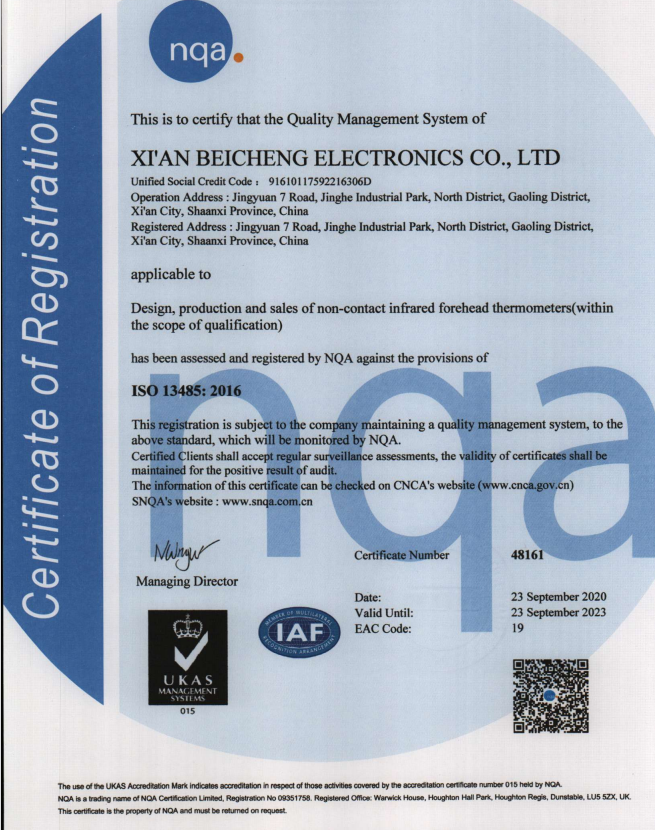 nqa.
Certificate of Registration
This is to certify that the Quality Management System of
XI'AN BEICHENG ELECTRONICS CO., LTD
Unified Social Credit Code : 91610117592216306D
Operation Address : Jingyuan 7 Road, Jinghe Industrial Park, North District, Gaoling District,
Xi'an City, Shaanxi Province, China
Registered Address : Jingyuan 7 Road, Jinghe Industrial Park, North District, Gaoling District,
Xi'an City, Shaanxi Province, China
applicable to
Design, production and sales of non-contact infrared forehead thermometers(within
the scope of qualification)
has been assessed and registered by NQA against the provisions of
ISO 13485: 2016
nqa
This registration is subject to the company maintaining a quality management system, to the
above standard, which will be monitored by NQA.
Certified Clients shall accept regular surveillance assessments, the validity of certificates shall be
maintained for the positive result of audit.
The information of this certificate can be checked on CNCA's website (www.cnca.gov.cn)
SNQA's website : www.snqa.com.cn
Managing Director
Certificate Number 48161
Date: 23 September 2020
Valid Until: 23 September 2023
EAC Code: 19
UKAS
MANAGEMENT
SYSTEMS
015
MEMBER OF MULTILATERAL
IAF
RECOGNITION ARRANGEMENT
The use of the UKAS Accreditation Mark indicates accreditation in respect of those activities covered by the accreditation certificate number 015 held by NQA.
NQA is a trading name of NQA Certification Limited, Registration No 09351758. Registered Office: Warwick House, Houghton Hall Park, Houghton Regis, Dunstable, LU5 5ZX, UK.
This certificate is the property of NQA and must be returned on request.